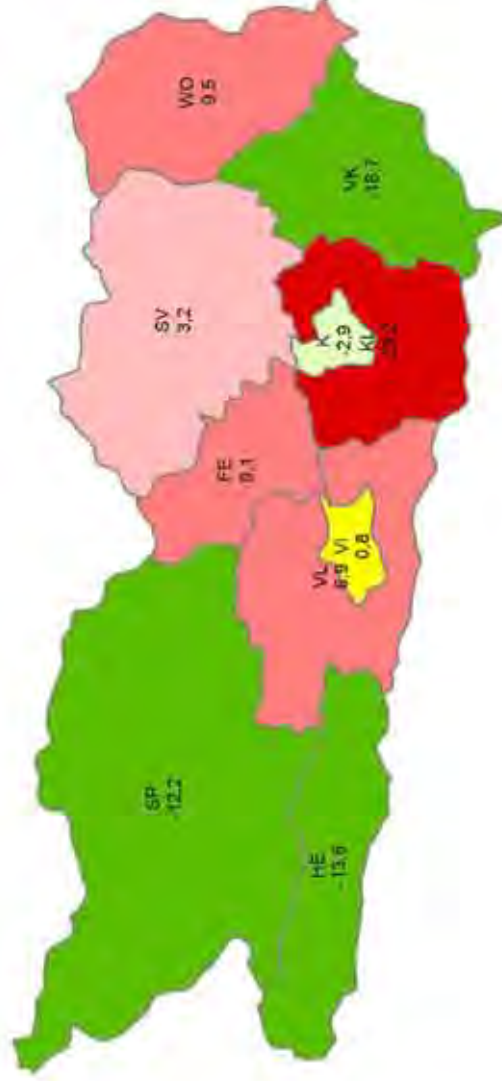 WO
9,5
VK
-18,7
SV
3,2
K
-2,9
KL
FE
9,1
VI
0,8
VL
SP
-12,2
HE
-13,6